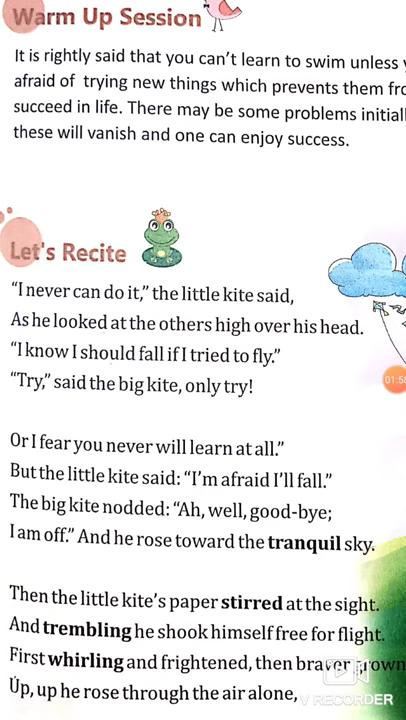 Warm Up Session
It is rightly said that you can't learn to swim unless
afraid of trying new things which prevents them
succeed in life. There may be some problems
these will vanish and one can enjoy success.
Let's Recite
"I never can do it," the little kite said,
As he looked at the others high over his head.
"I know I should fall if I tried to fly."
"Try," said the big kite, only try!
Or I fear you never will learn at all."
But the little kite said: "I'm afraid I'll fall."
The big kite nodded: "Ah, well, good-bye;
I am off." And he rose toward the tranquil sky.
Then the little kite's paper stirred at the sight.
And trembling he shook himself free for flight.
First whirling and frightened, then braver grown
Up, up he rose through the air alone,
V RECORDER